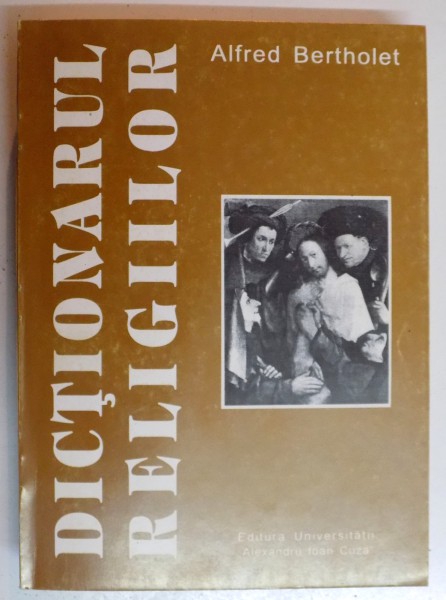 Alfred Bertholet
DICȚIONARUL
RELIGIILOR
Editura Universității
"Alexandru Ioan Cuza"